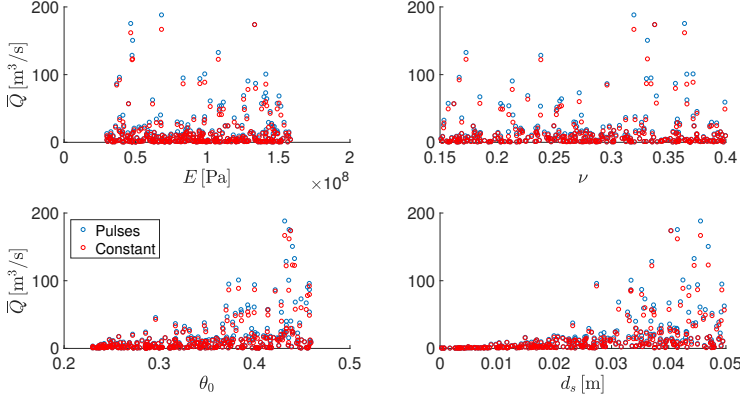 200
100
0
Q̅ [m³/s]
0 0.5 1 1.5 2
E [Pa]
×10⁸
200
100
0
0.15 0.2 0.25 0.3 0.35 0.4
ν
200
100
0
Q̅ [m³/s]
Pulses
Constant
0.2 0.3 0.4 0.5
θ₀
200
100
0
0 0.01 0.02 0.03 0.04 0.05
dₛ [m]